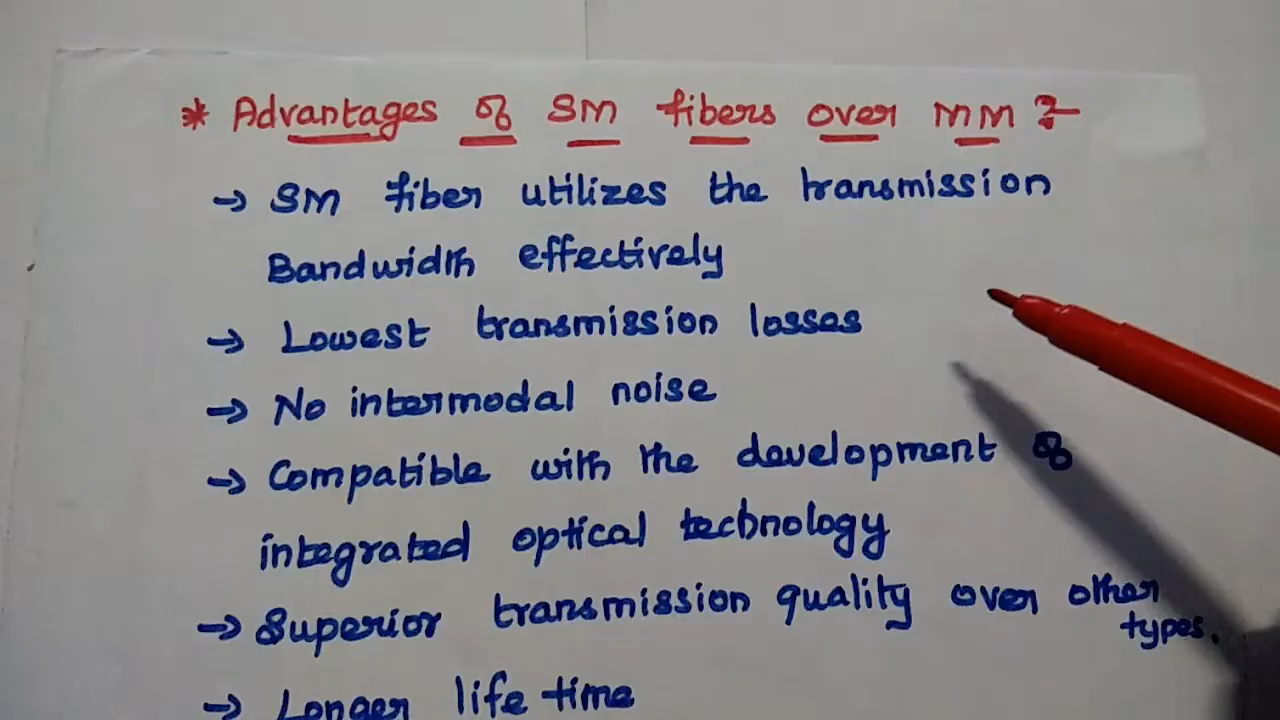 * Advantages of SM fibers over MM :-
→ SM fiber utilizes the transmission
Bandwidth effectively
→ Lowest transmission losses
→ No intermodal noise
→ Compatible with the development of
integrated optical technology
→ Superior transmission quality over other
types.
→ Longer life time